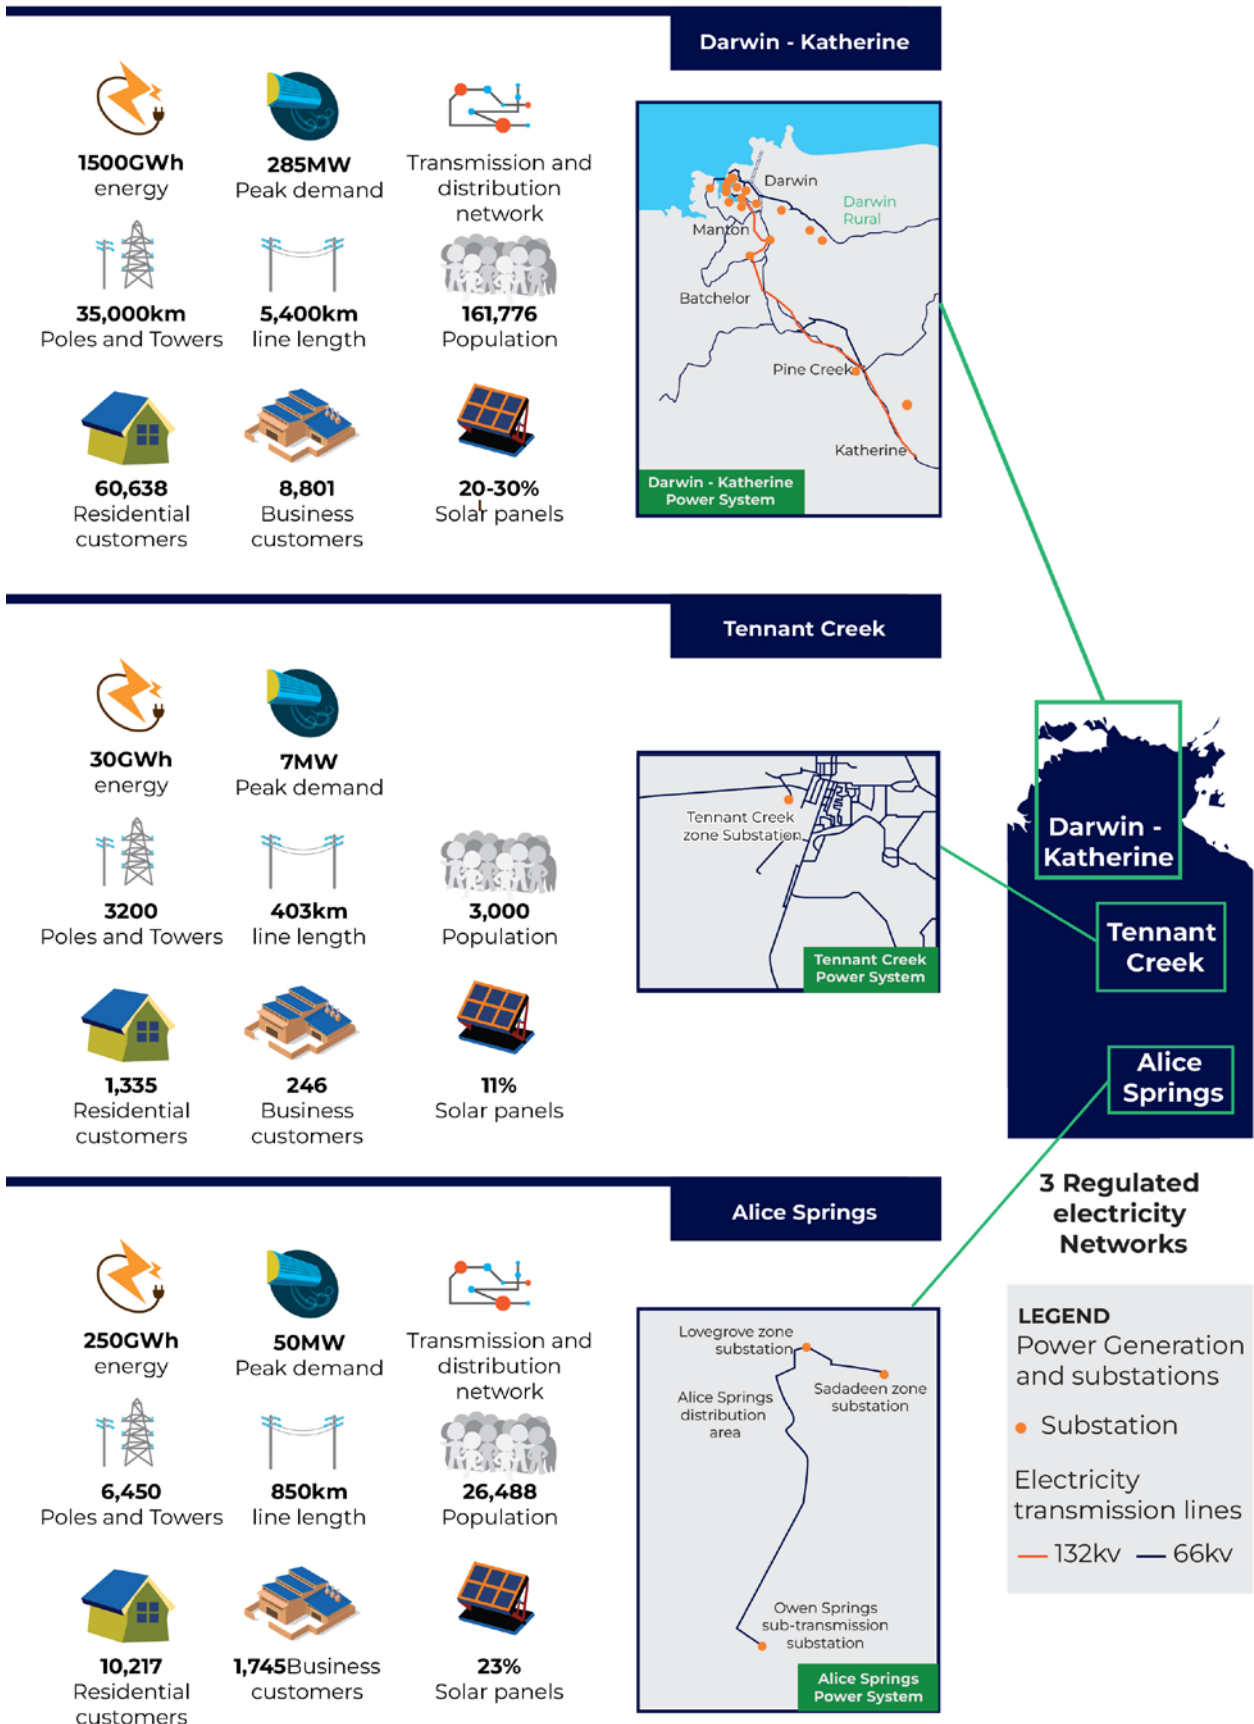 Darwin - Katherine
1500GWh
energy
285MW
Peak demand
Transmission and
distribution
network
35,000km
Poles and Towers
5,400km
line length
161,776
Population
60,638
Residential
customers
8,801
Business
customers
20-30%
Solar panels
Darwin
Darwin
Rural
Manton
Batchelor
Pine Creek
Katherine
Darwin - Katherine
Power System
Tennant Creek
30GWh
energy
7MW
Peak demand
3200
Poles and Towers
403km
line length
3,000
Population
1,335
Residential
customers
246
Business
customers
11%
Solar panels
Tennant Creek
zone Substation
Tennant Creek
Power System
Alice Springs
250GWh
energy
50MW
Peak demand
Transmission and
distribution
network
6,450
Poles and Towers
850km
line length
26,488
Population
10,217
Residential
customers
1,745Business
customers
23%
Solar panels
Lovegrove zone
substation
Sadadeen zone
substation
Alice Springs
distribution
area
Owen Springs
sub-transmission
substation
Alice Springs
Power System
Darwin -
Katherine
Tennant
Creek
Alice
Springs
3 Regulated
electricity
Networks
LEGEND
Power Generation
and substations
Substation
Electricity
transmission lines
132kv 66kv